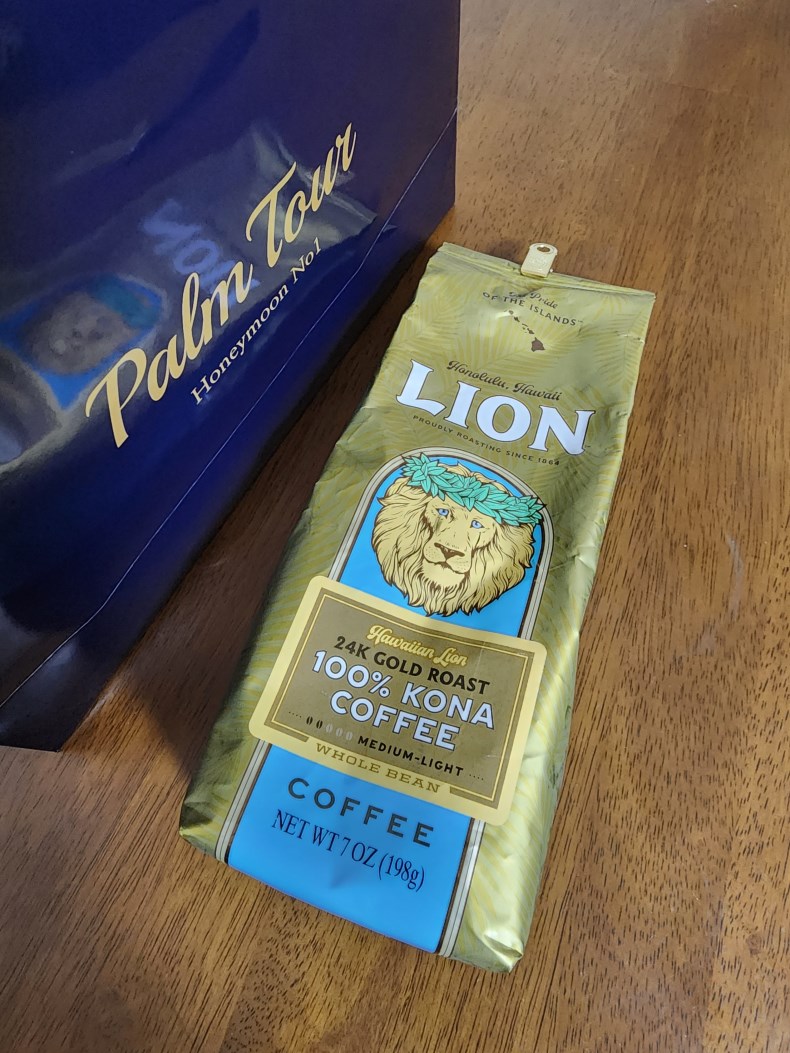 Palm Tour
Honeymoon No1
Pride
OF THE ISLANDS
Honolulu, Hawaii
LION
PROUDLY ROASTING SINCE 1864
Hawaiian Lion
24K GOLD ROAST
100% KONA
COFFEE
MEDIUM-LIGHT
WHOLE BEAN
COFFEE
NET WT 7 OZ (198g)